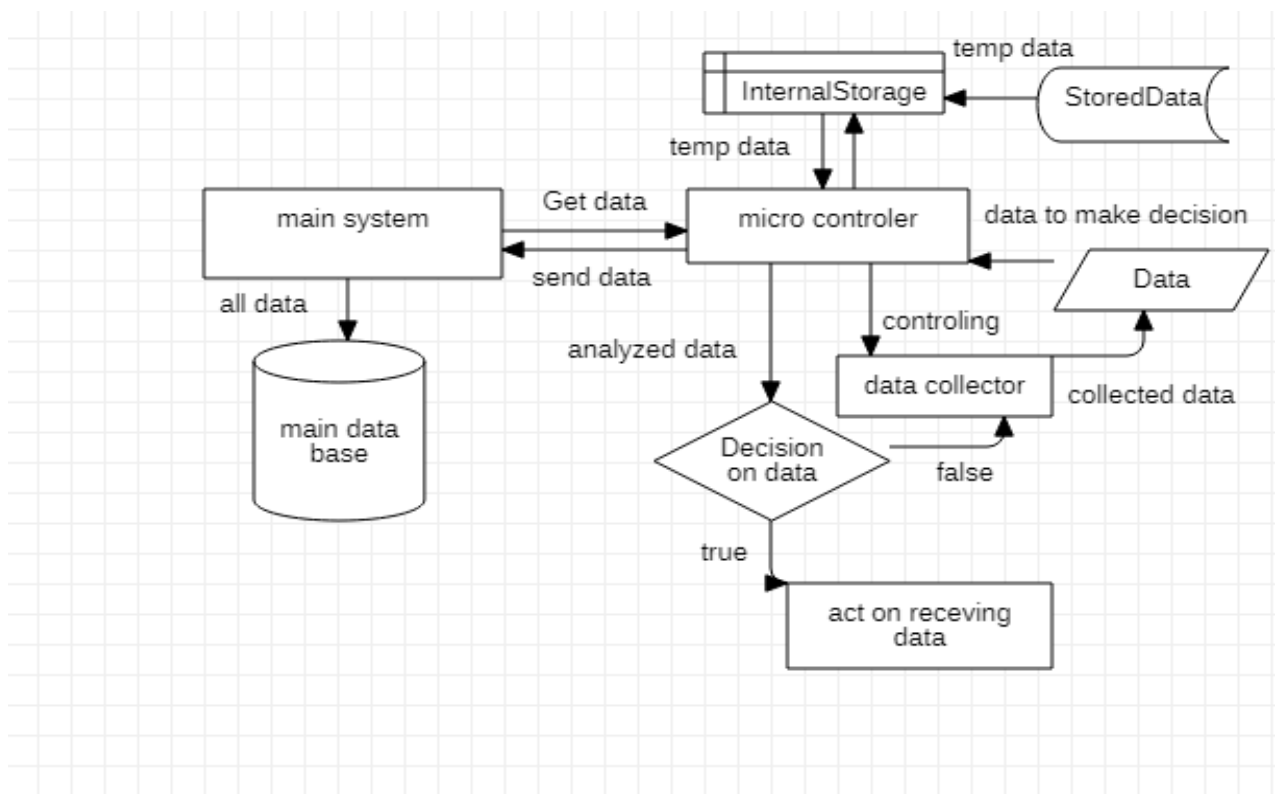 temp data
InternalStorage
StoredData
temp data
main system
Get data
micro controler
data to make decision
send data
Data
all data
controling
analyzed data
data collector
collected data
main data
base
Decision
on data
false
true
act on receving
data